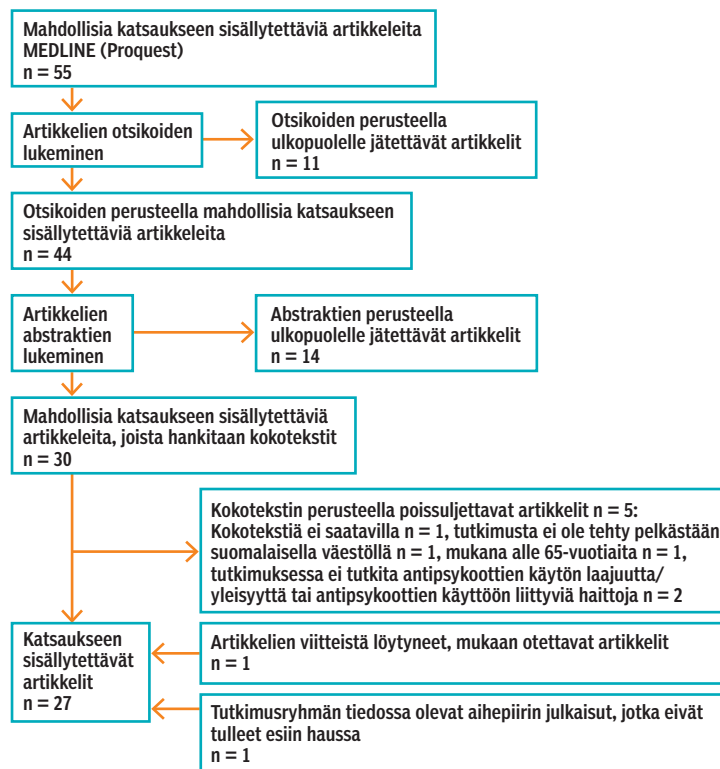 Mahdollisia katsaukseen sisällytettäviä artikkeleita
MEDLINE (Proquest)
n = 55
Artikkelien otsikoiden
lukeminen
Otsikoiden perusteella
ulkopuolelle jätettävät artikkelit
n = 11
Otsikoiden perusteella mahdollisia katsaukseen
sisällytettäviä artikkeleita
n = 44
Artikkelien
abstraktien
lukeminen
Abstraktien perusteella
ulkopuolelle jätettävät artikkelit
n = 14
Mahdollisia katsaukseen sisällytettäviä
artikkeleita, joista hankitaan kokotekstit
n = 30
Kokotekstin perusteella poissuljettavat artikkelit n = 5:
Kokotekstiä ei saatavilla n = 1, tutkimusta ei ole tehty pelkästään
suomalaisella väestöllä n = 1, mukana alle 65-vuotiaita n = 1,
tutkimuksessa ei tutkita antipsykoottien käytön laajuutta/
yleisyyttä tai antipsykoottien käyttöön liittyviä haittoja n = 2
Katsaukseen
sisällytettävät
artikkelit
n = 27
Artikkelien viitteistä löytyneet, mukaan otettavat artikkelit
n = 1
Tutkimusryhmän tiedossa olevat aihepiirin julkaisut, jotka eivät
tulleet esiin haussa
n = 1